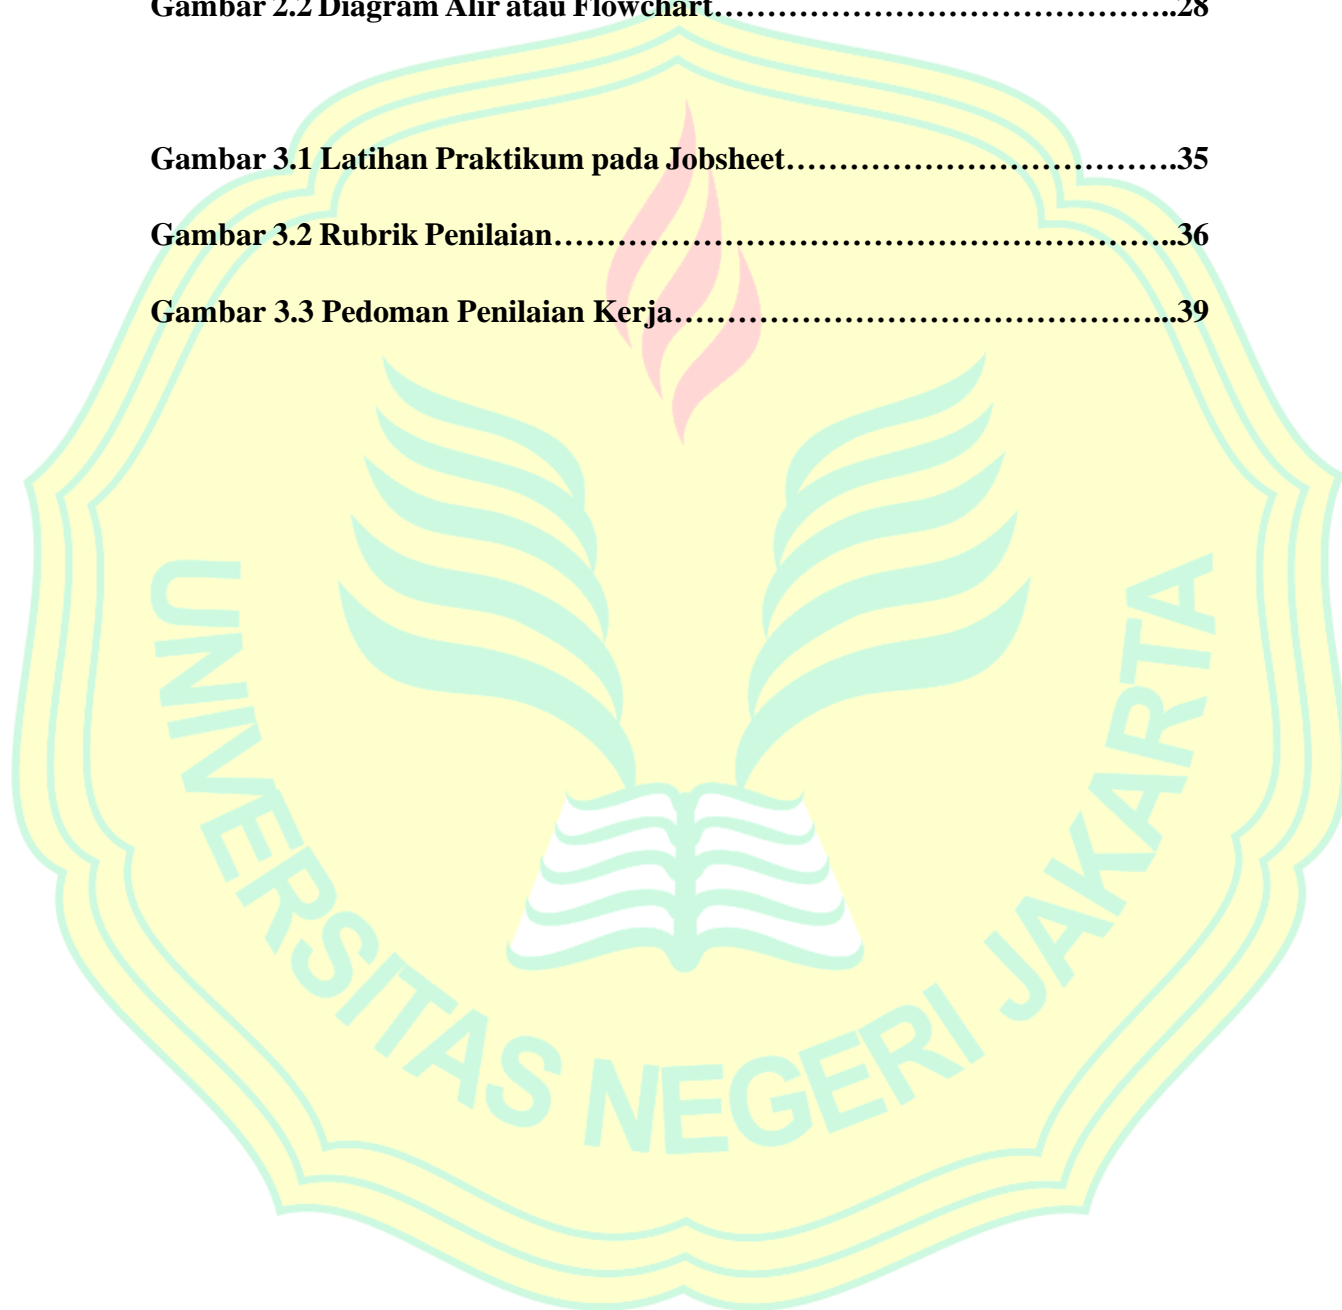 Gambar 2.2 Diagram Alir atau Flowchart……………………………………..28
Gambar 3.1 Latihan Praktikum pada Jobsheet……………………………….35
Gambar 3.2 Rubrik Penilaian…………………………………………………..36
Gambar 3.3 Pedoman Penilaian Kerja………………………………………...39
UNIVERSITAS NEGERI JAKARTA